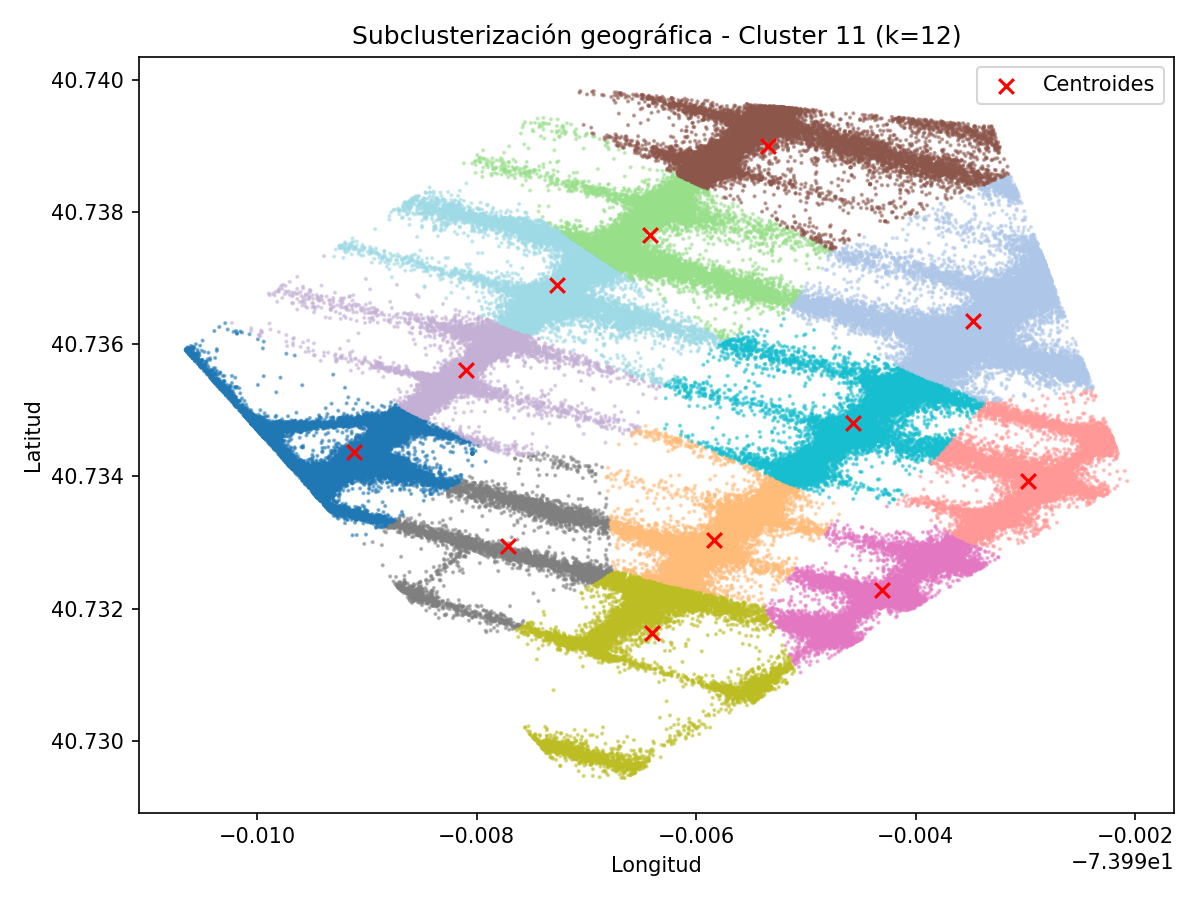 Subclusterización geográfica - Cluster 11 (k=12)
Centroides
40.740
40.738
40.736
40.734
40.732
40.730
Latitud
−0.010 −0.008 −0.006 −0.004 −0.002
−7.399e1
Longitud